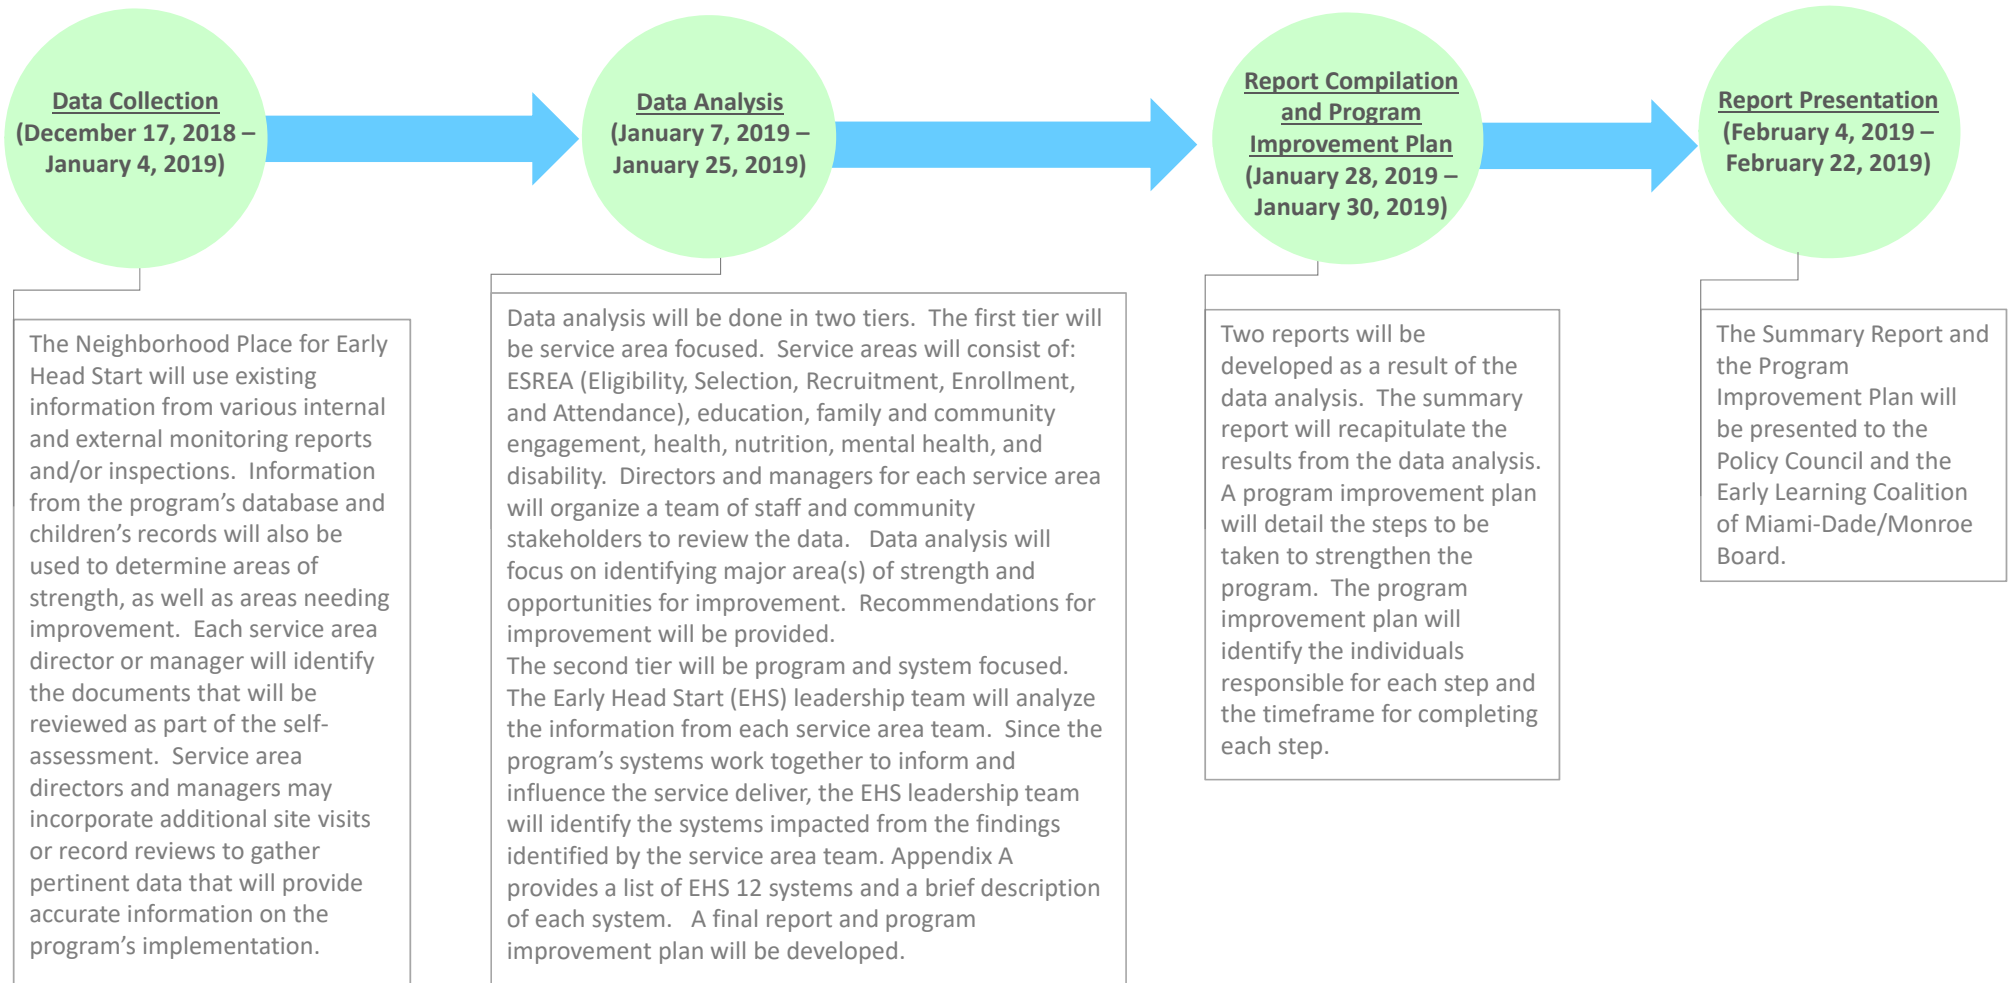 Data Collection
(December 17, 2018 –
January 4, 2019)
Data Analysis
(January 7, 2019 –
January 25, 2019)
Report Compilation
and Program
Improvement Plan
(January 28, 2019 –
January 30, 2019)
Report Presentation
(February 4, 2019 –
February 22, 2019)
The Neighborhood Place for Early
Head Start will use existing
information from various internal
and external monitoring reports
and/or inspections.  Information
from the program’s database and
children’s records will also be
used to determine areas of
strength, as well as areas needing
improvement.  Each service area
director or manager will identify
the documents that will be
reviewed as part of the self-
assessment.  Service area
directors and managers may
incorporate additional site visits
or record reviews to gather
pertinent data that will provide
accurate information on the
program’s implementation.
Data analysis will be done in two tiers.  The first tier will
be service area focused.  Service areas will consist of:
ESREA (Eligibility, Selection, Recruitment, Enrollment,
and Attendance), education, family and community
engagement, health, nutrition, mental health, and
disability.  Directors and managers for each service area
will organize a team of staff and community
stakeholders to review the data.   Data analysis will
focus on identifying major area(s) of strength and
opportunities for improvement.  Recommendations for
improvement will be provided.
The second tier will be program and system focused.
The Early Head Start (EHS) leadership team will analyze
the information from each service area team.  Since the
program’s systems work together to inform and
influence the service deliver, the EHS leadership team
will identify the systems impacted from the findings
identified by the service area team. Appendix A
provides a list of EHS 12 systems and a brief description
of each system.   A final report and program
improvement plan will be developed.
Two reports will be
developed as a result of the
data analysis.  The summary
report will recapitulate the
results from the data analysis.
A program improvement plan
will detail the steps to be
taken to strengthen the
program.  The program
improvement plan will
identify the individuals
responsible for each step and
the timeframe for completing
each step.
The Summary Report and
the Program
Improvement Plan will
be presented to the
Policy Council and the
Early Learning Coalition
of Miami-Dade/Monroe
Board.